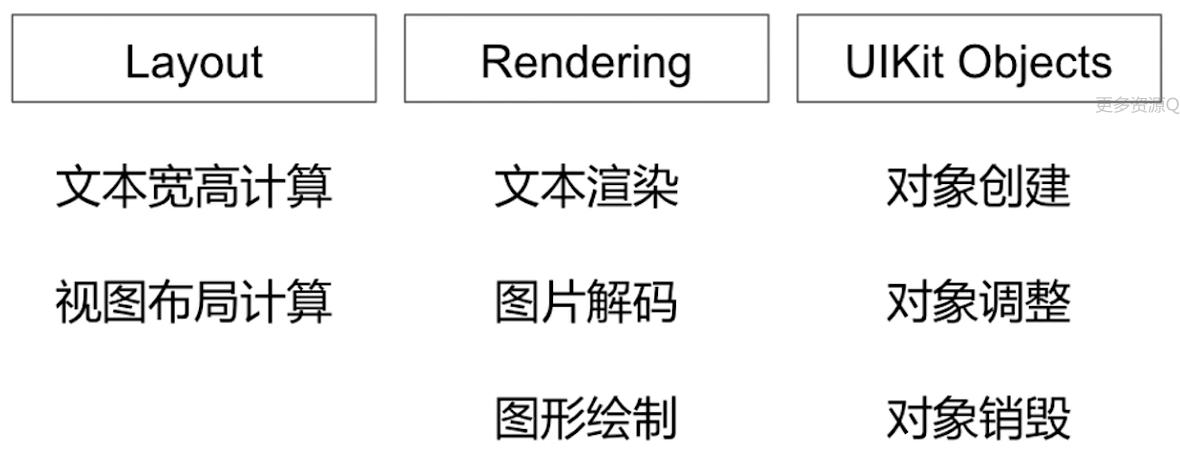 Layout
Rendering
UIKit Objects
更多资源Q
文本宽高计算
文本渲染
对象创建
视图布局计算
图片解码
对象调整
图形绘制
对象销毁